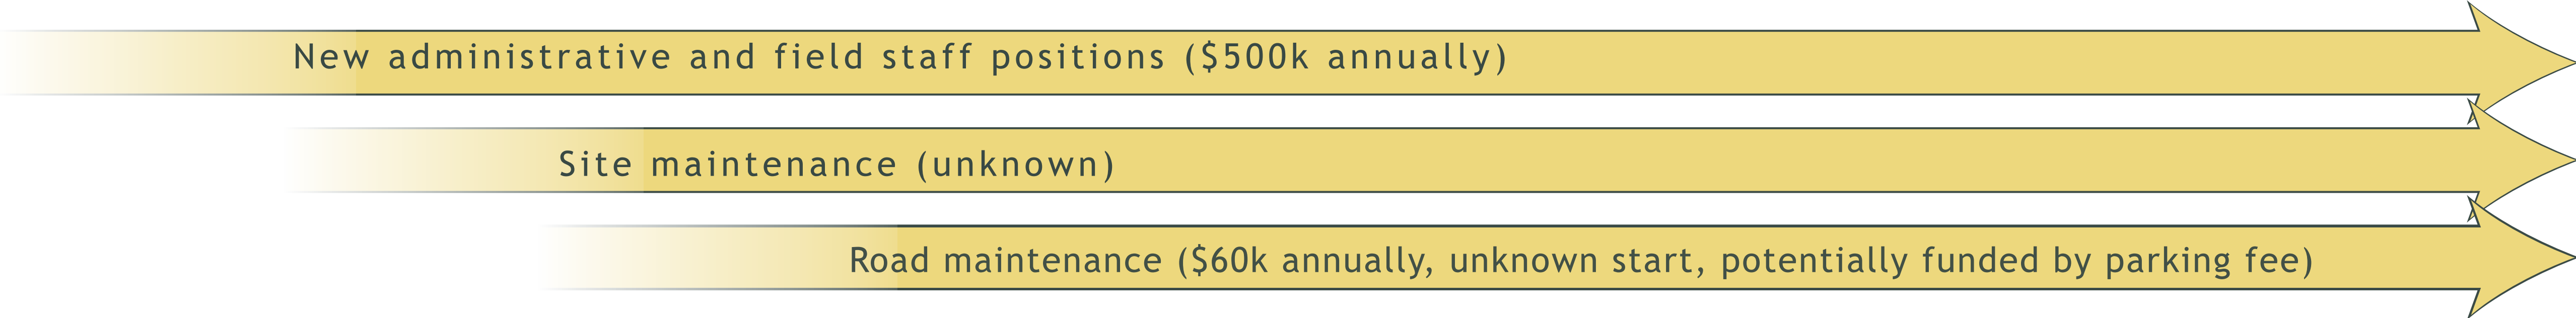 New administrative and field staff positions ($500k annually)
Site maintenance (unknown)
Road maintenance ($60k annually, unknown start, potentially funded by parking fee)